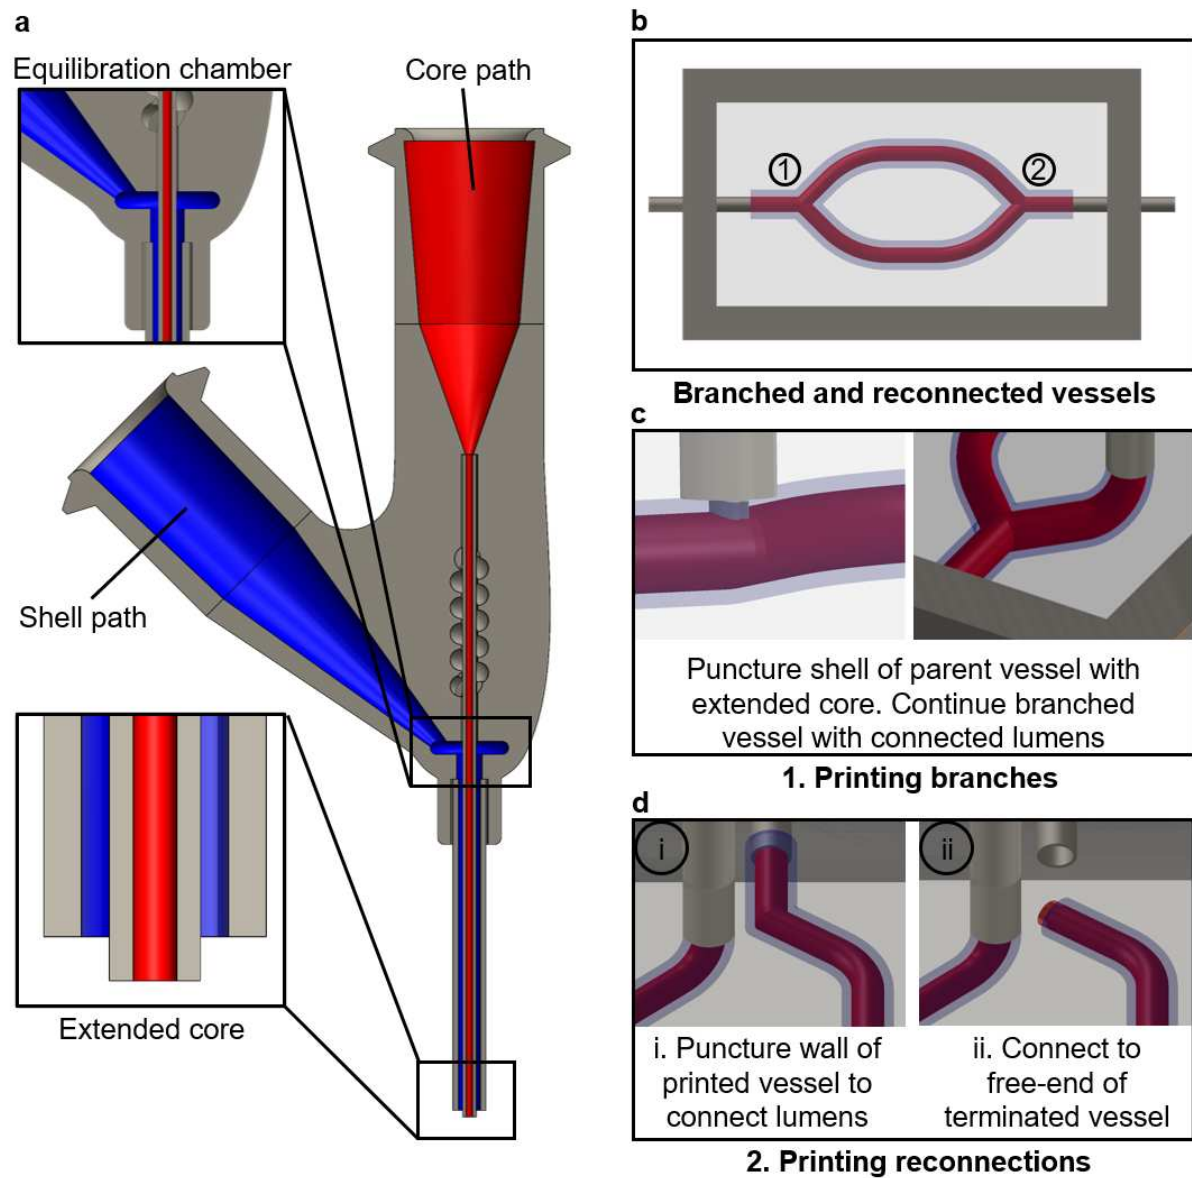 a
Equilibration chamber
Core path
Shell path
Extended core
b
1
2
Branched and reconnected vessels
c
Puncture shell of parent vessel with
extended core. Continue branched
vessel with connected lumens
1. Printing branches
d
i
ii
i. Puncture wall of
printed vessel to
connect lumens
ii. Connect to
free-end of
terminated vessel
2. Printing reconnections